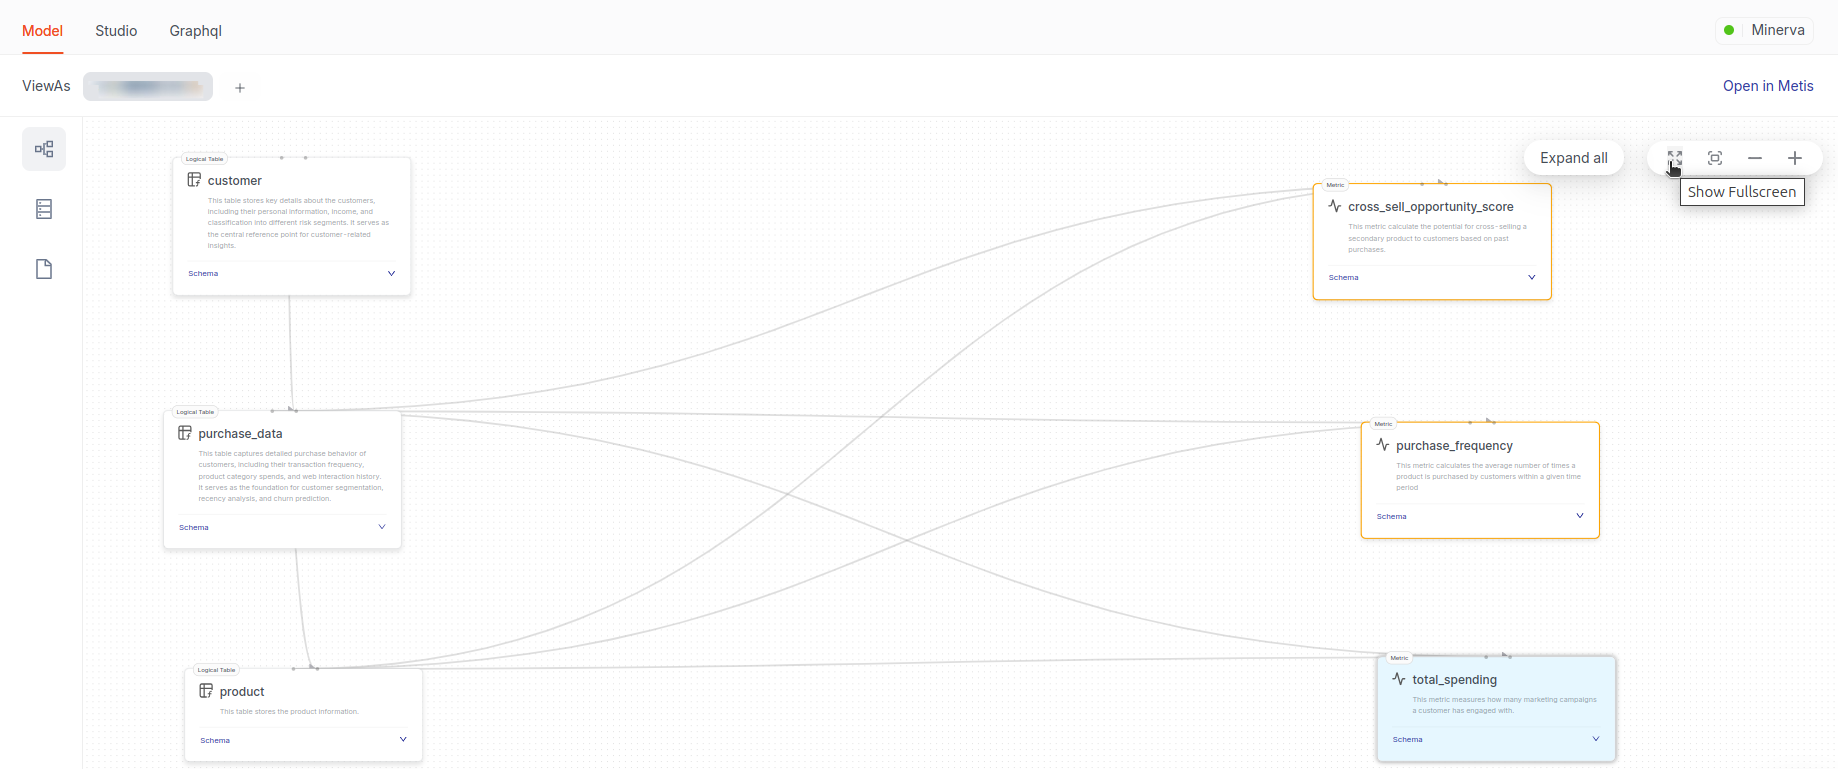 Model Studio Graphql
Minerva
ViewAs
+
Open in Metis
Expand all
Show Fullscreen
Logical Table
customer
This table stores key details about the customers,
including their personal information, income, and
classification into different risk segments. It serves as
the central reference point for customer-related
insights.
Schema
Metric
cross_sell_opportunity_score
This metric calculate the potential for cross-selling a
secondary product to customers based on past
purchases.
Schema
Logical Table
purchase_data
This table captures detailed purchase behavior of
customers, including their transaction frequency,
product category spends, and web interaction history.
It serves as the foundation for customer segmentation,
recency analysis, and churn prediction.
Schema
Metric
purchase_frequency
This metric calculates the average number of times a
product is purchased by customers within a given time
period.
Schema
Logical Table
product
This table stores the product information.
Schema
Metric
total_spending
This metric measures how many marketing campaigns
a customer has engaged with.
Schema